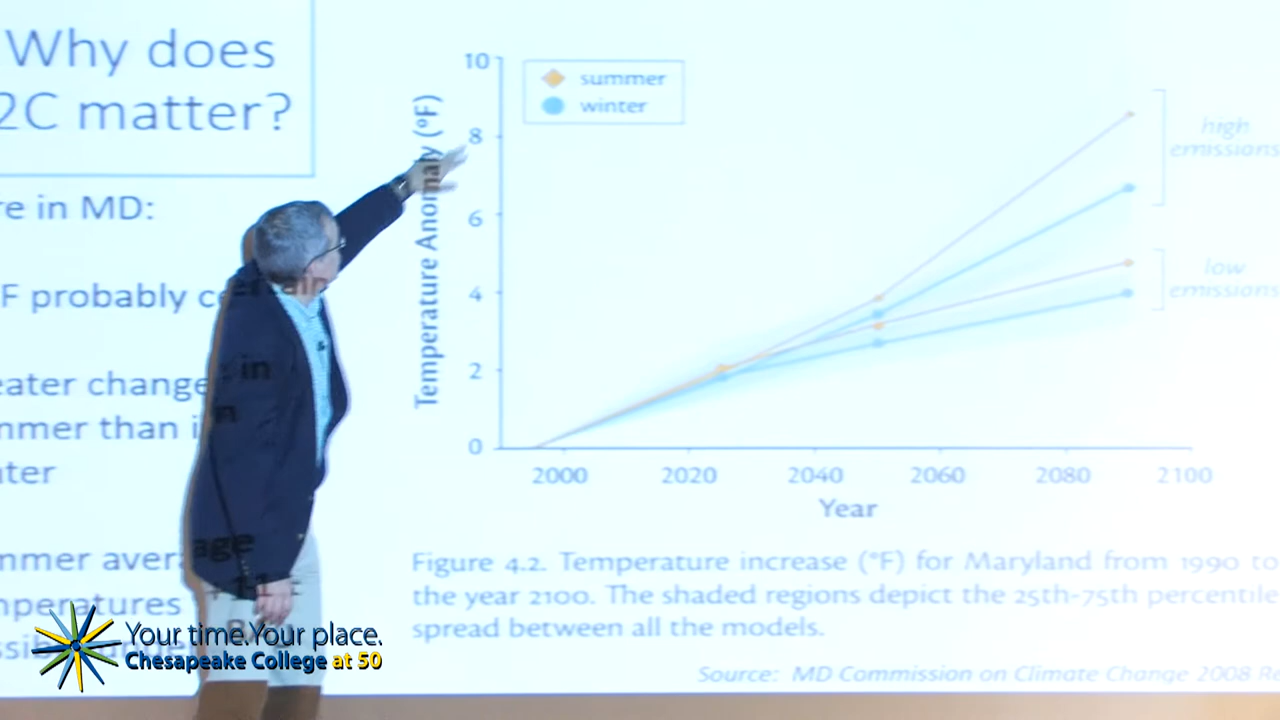 Why does
2C matter?
re in MD:
F probably certain
eater change in
mmer than in
nter
mmer average
mperatures
10
8
6
4
2
0
Temperature Anomaly (°F)
summer
winter
high
emissions
low
emissions
2000 2020 2040 2060 2080 2100
Year
Figure 4.2. Temperature increase (°F) for Maryland from 1990 to
the year 2100. The shaded regions depict the 25th-75th percentile
spread between all the models.
Source: MD Commission on Climate Change 2008 Re
Your time.Your place.
Chesapeake College at 50